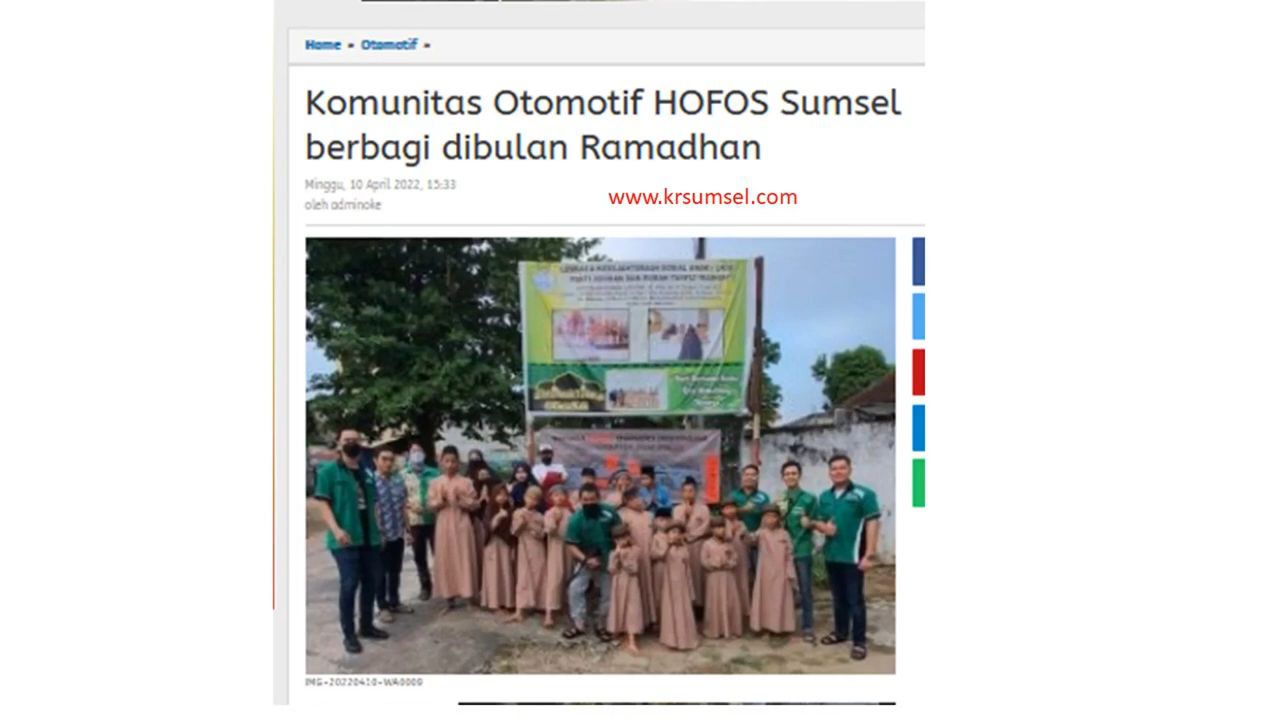 Home » Otomotif »
Komunitas Otomotif HOFOS Sumsel
berbagi dibulan Ramadhan
Minggu, 10 April 2022, 15:33
oleh adminoke
www.krsumsel.com
IMG-20220410-WA0009